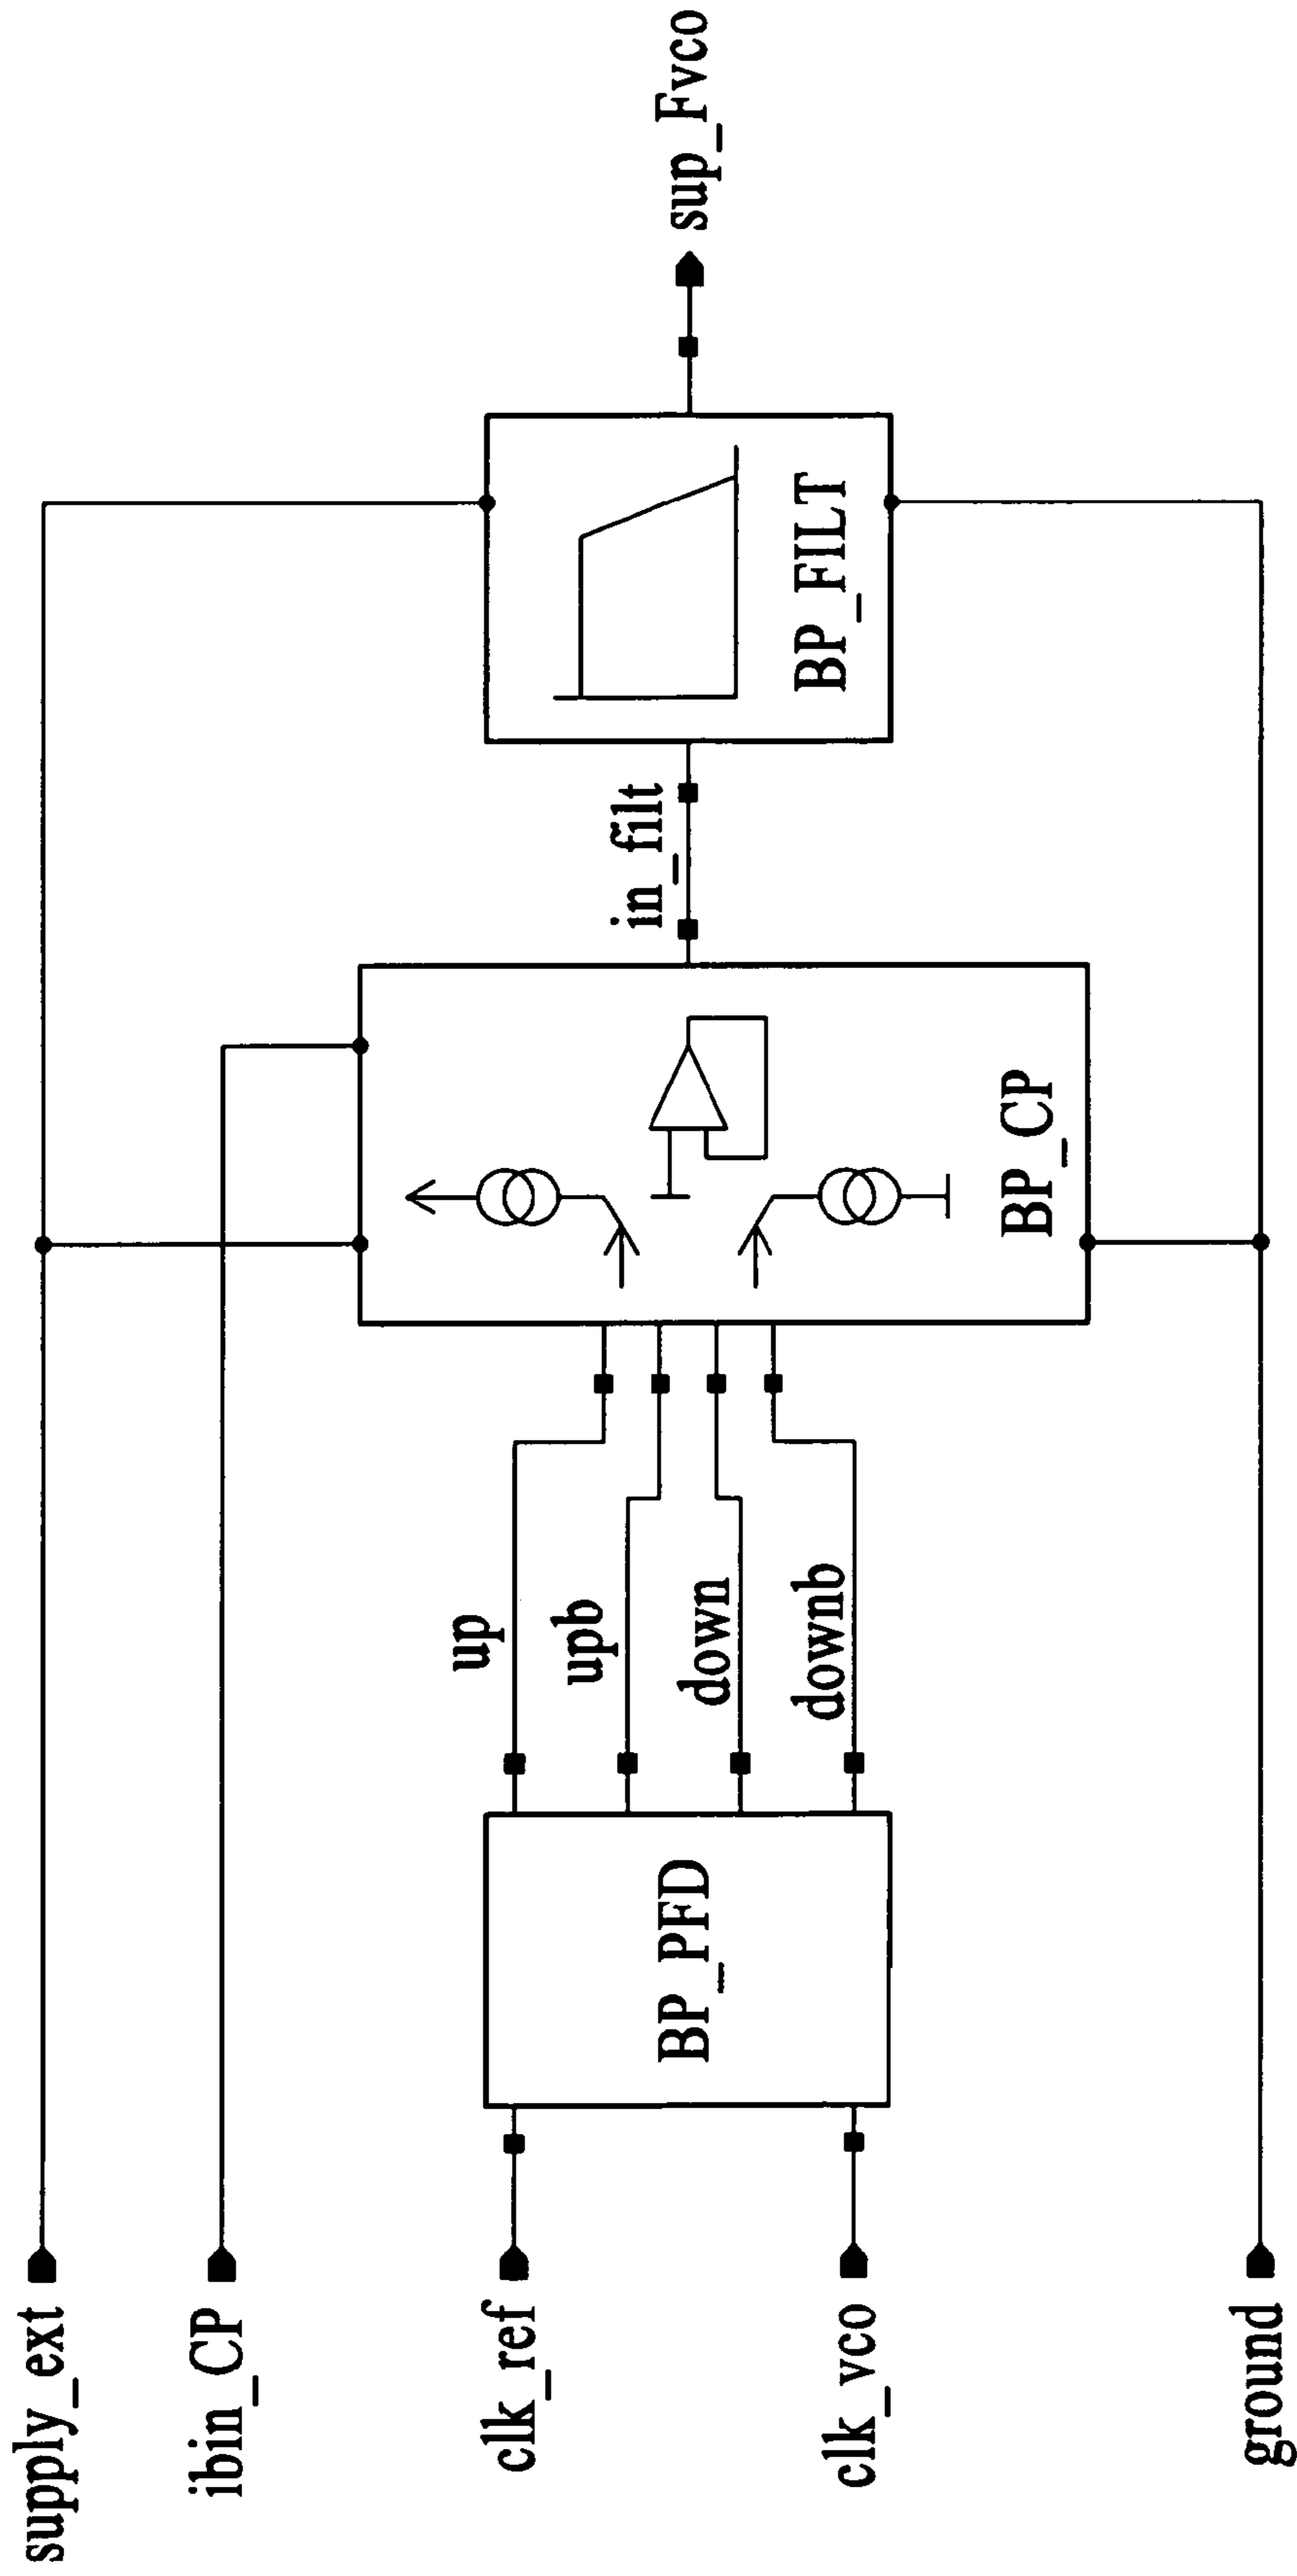 supply_ext
ibin_CP
clk_ref
clk_vco
ground
BP_PFD
up
upb
down
downb
BP_CP
in_filt
BP_FILT
sup_Fvco